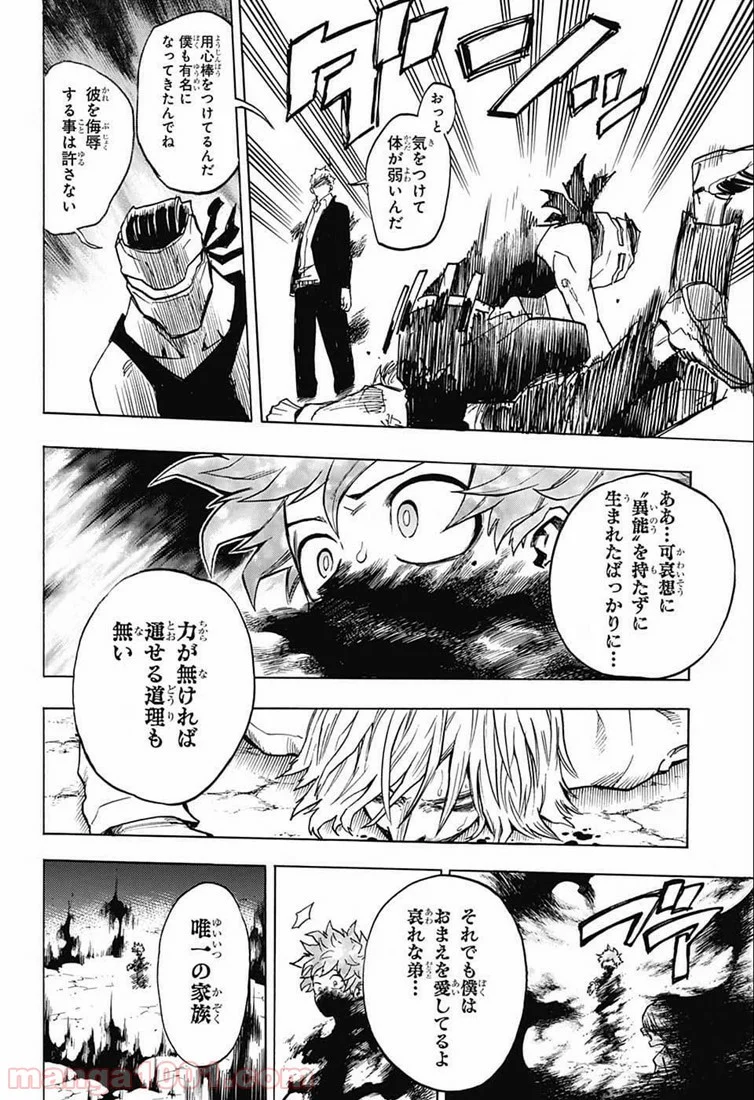 ダンッ
おっと
気をつけて
体が弱いんだ
用心棒をつけてるんだ
僕も有名に
なってきたんでね
彼を侮辱
する事は許さない
ああ…可哀想に
〝異能〟を持たずに
生まれたばっかりに…
力が無ければ
通せる道理も
無い
ブワッ
それでも僕は
おまえを愛してるよ
哀れな弟…
唯一の家族
manga1001.com